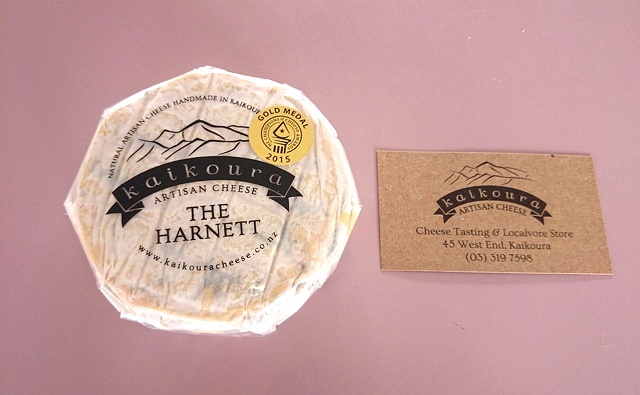 NATURAL ARTISAN CHEESE HANDMADE IN KAIKOUR
GOLD MEDAL
2015
kaikoura
ARTISAN CHEESE
THE
HARNETT
www.kaikouracheese.co.nz
kaikoura
ARTISAN CHEESE
Cheese Tasting & Localvore Store
45 West End, Kaikoura
(03) 319 7598